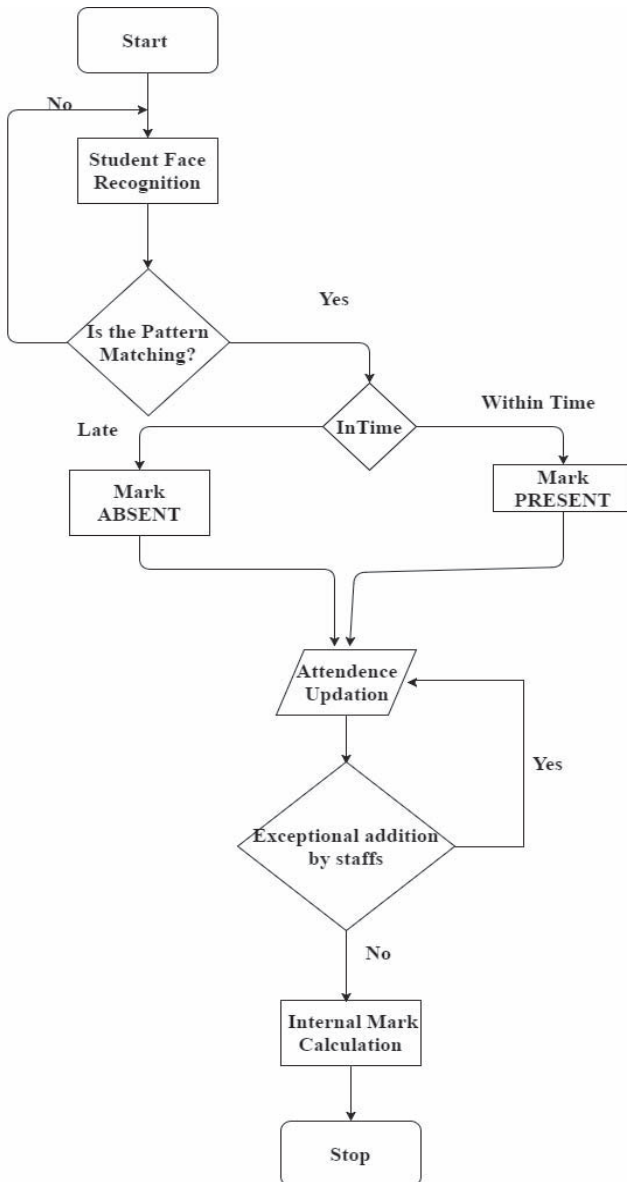 Start
No
Student Face
Recognition
Is the Pattern
Matching?
Yes
InTime
Late
Within Time
Mark
ABSENT
Mark
PRESENT
Attendence
Updation
Yes
Exceptional addition
by staffs
No
Internal Mark
Calculation
Stop